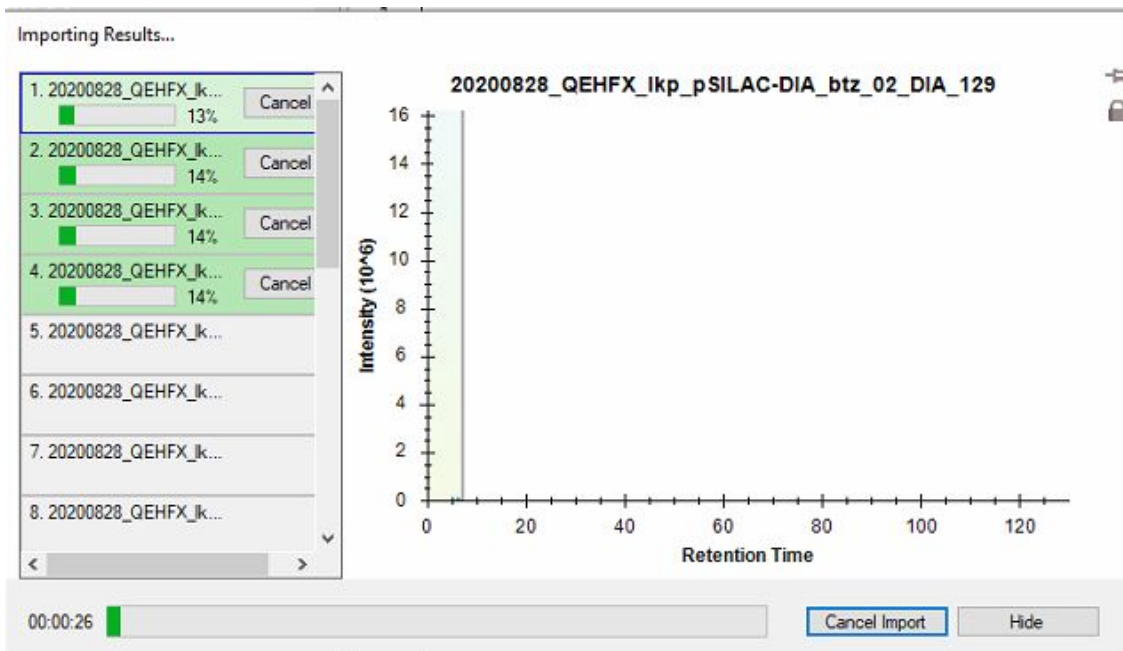 Importing Results...
1. 20200828_QEHFX_lk...
Cancel
13%
2. 20200828_QEHFX_lk...
Cancel
14%
3. 20200828_QEHFX_lk...
Cancel
14%
4. 20200828_QEHFX_lk...
Cancel
14%
5. 20200828_QEHFX_lk...
6. 20200828_QEHFX_lk...
7. 20200828_QEHFX_lk...
8. 20200828_QEHFX_lk...
20200828_QEHFX_lkp_pSILAC-DIA_btz_02_DIA_129
Intensity (10^6)
16
14
12
10
8
6
4
2
0
0 20 40 60 80 100 120
Retention Time
00:00:26
Cancel Import
Hide